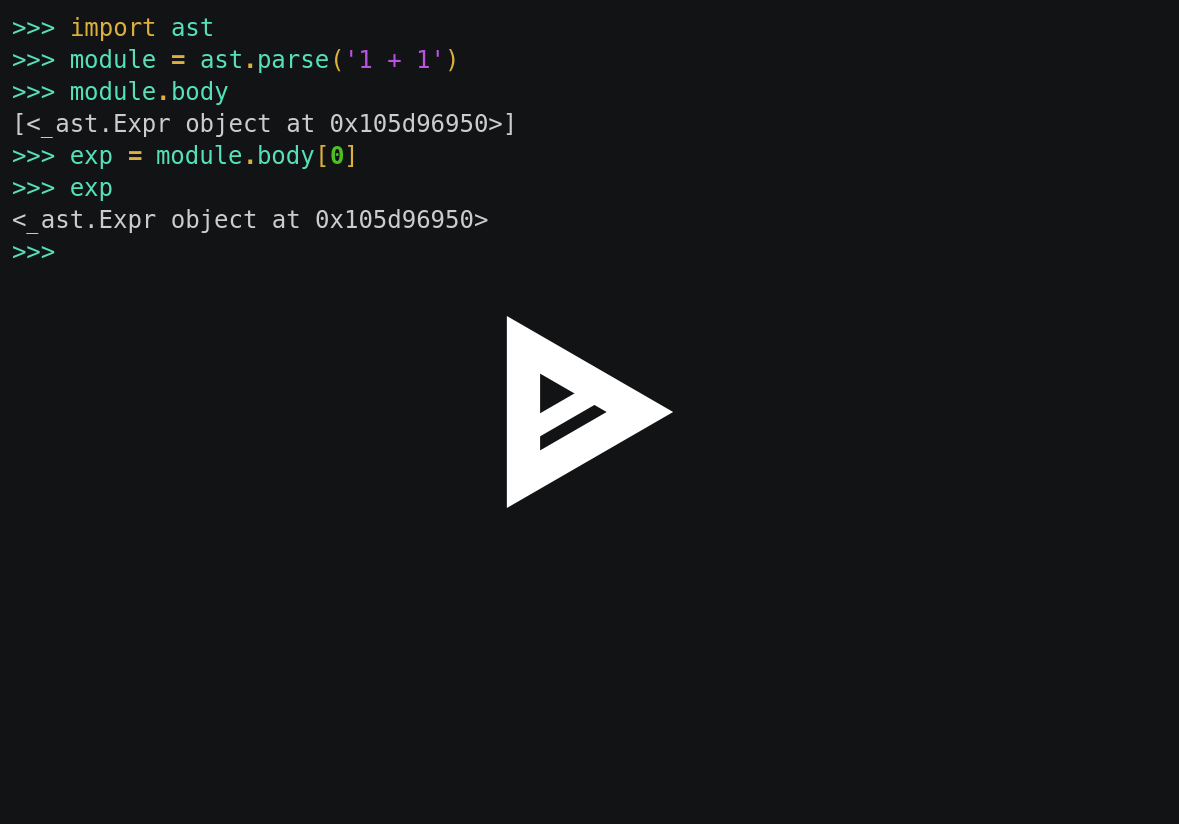 >>> import ast
>>> module = ast.parse('1 + 1')
>>> module.body
[<_ast.Expr object at 0x105d96950>]
>>> exp = module.body[0]
>>> exp
<_ast.Expr object at 0x105d96950>
>>>